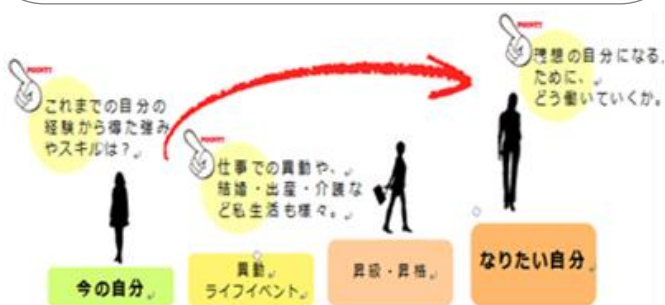 POINT!
理想の自分になる
ために、
どう働いていくか。
POINT!
これまでの自分の
経験から得た強み
やスキルは？
POINT!
仕事での異動や、
結婚・出産・介護な
ど私生活も様々。
今の自分
異動
ライフイベント
昇級・昇格
なりたい自分